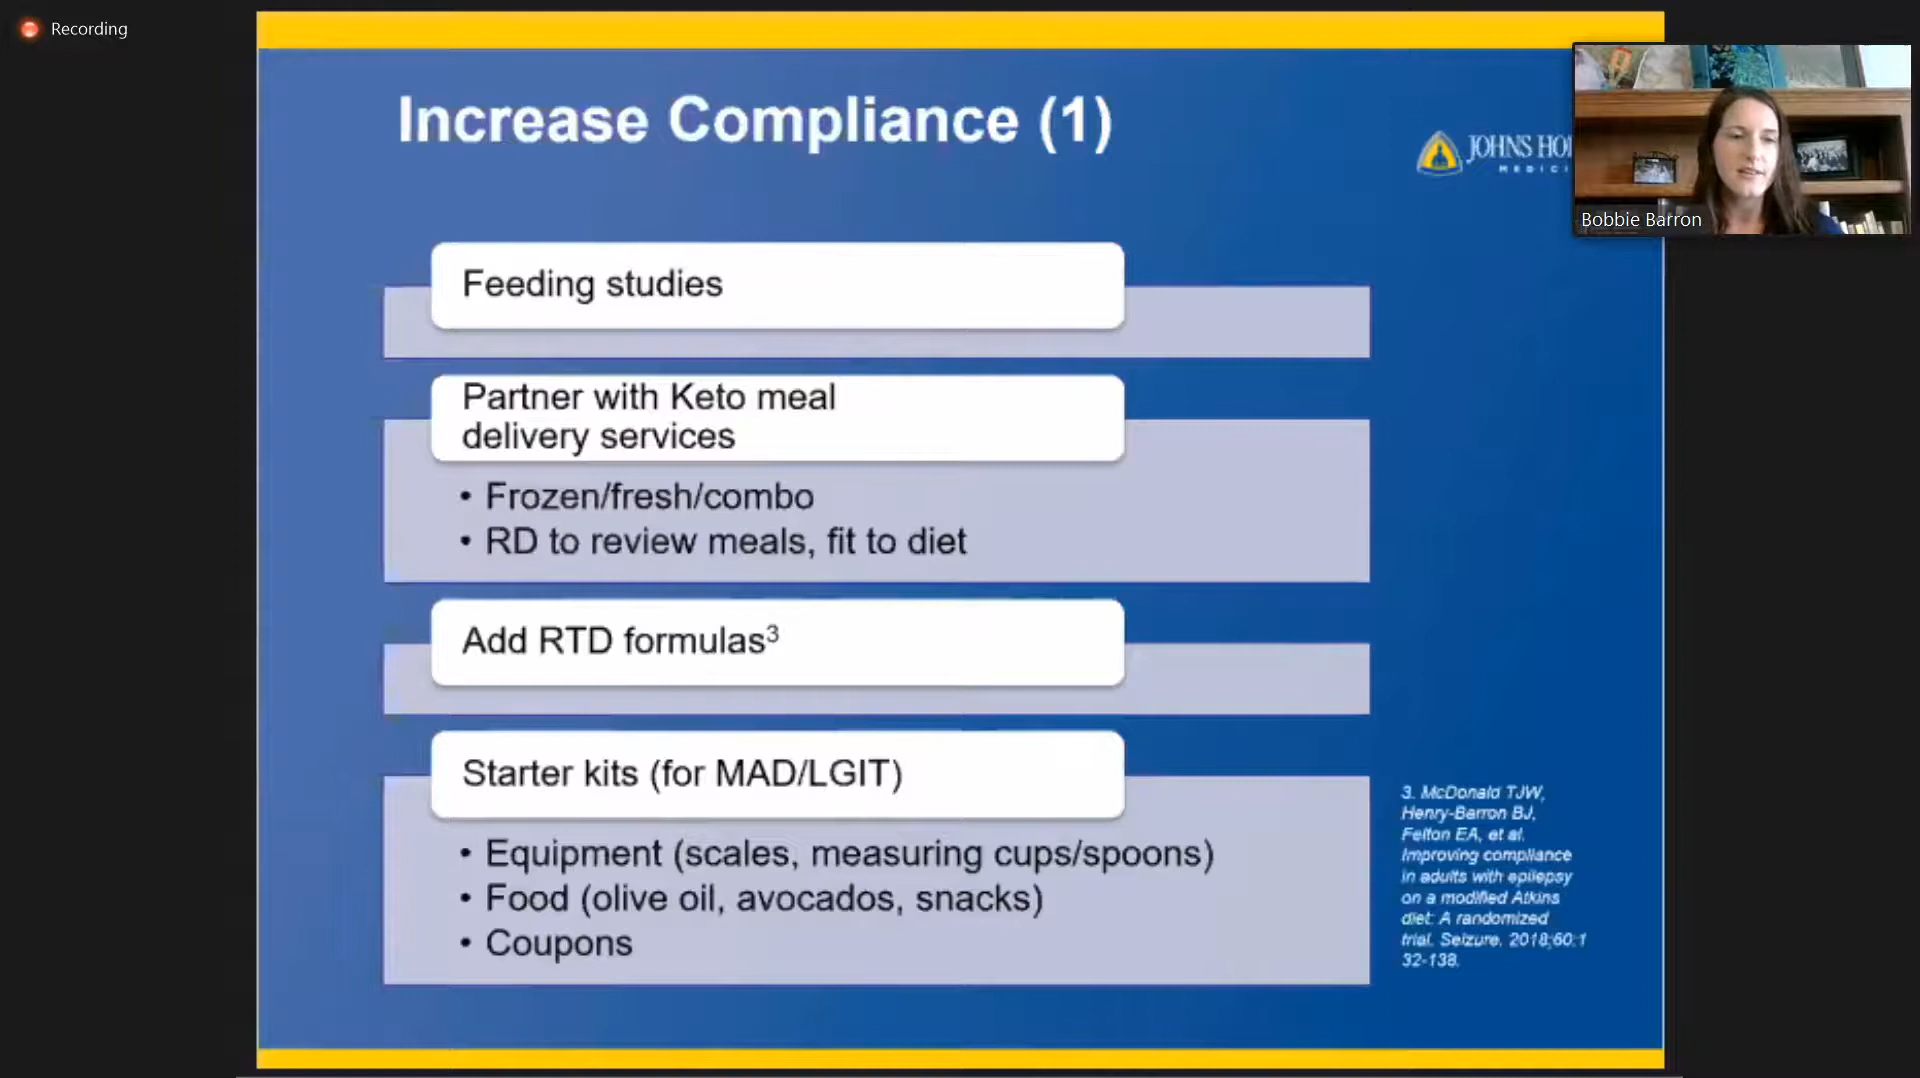 Recording
Increase Compliance (1)
JOHNS HO
MEDICI
Bobbie Barron
Feeding studies
Partner with Keto meal
delivery services
• Frozen/fresh/combo
• RD to review meals, fit to diet
Add RTD formulas³
Starter kits (for MAD/LGIT)
• Equipment (scales, measuring cups/spoons)
• Food (olive oil, avocados, snacks)
• Coupons
3. McDonald TJW,
Henry-Barron BJ,
Felton EA, et al.
Improving compliance
in adults with epilepsy
on a modified Atkins
diet: A randomized
trial. Seizure. 2018;60:1
32-138.